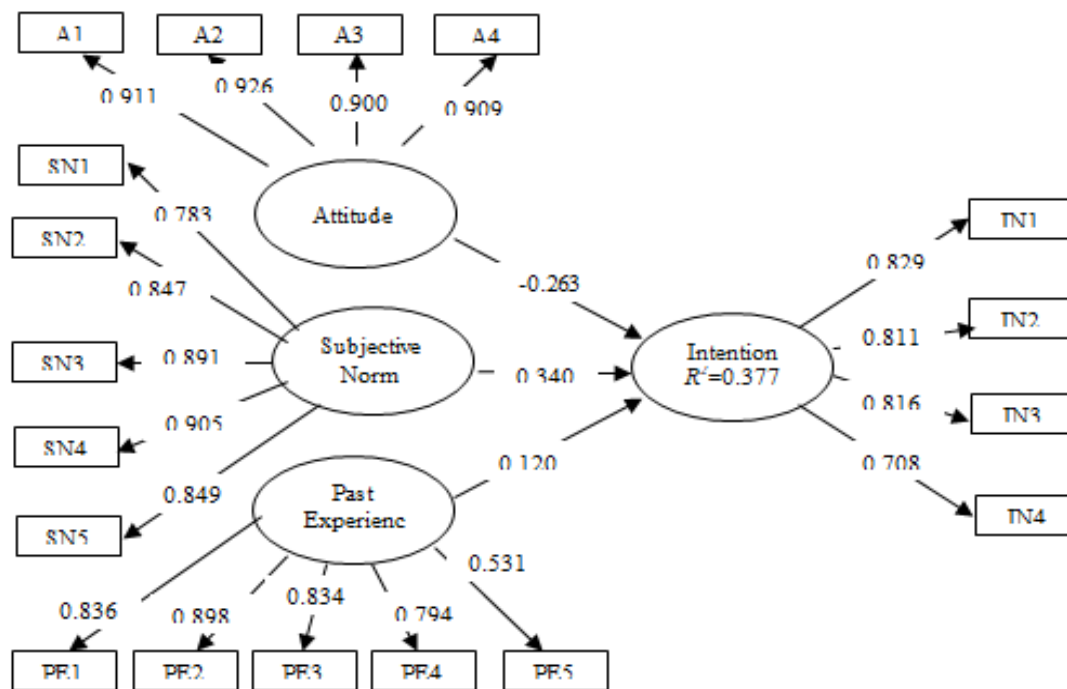 A1 A2 A3 A4
0.911 0.926 0.900 0.909
SN1
0.783
Attitude
IN1
SN2
0.829
0.847
-0.263
IN2
0.811
SN3 0.891
Subjective
Norm
0.340
Intention
R²=0.377
0.816
IN3
0.905
SN4
0.120
0.708
0.849
Past
Experienc
SN5
IN4
0.531
0.836 0.898 0.834 0.794
PE1 PE2 PE3 PE4 PE5